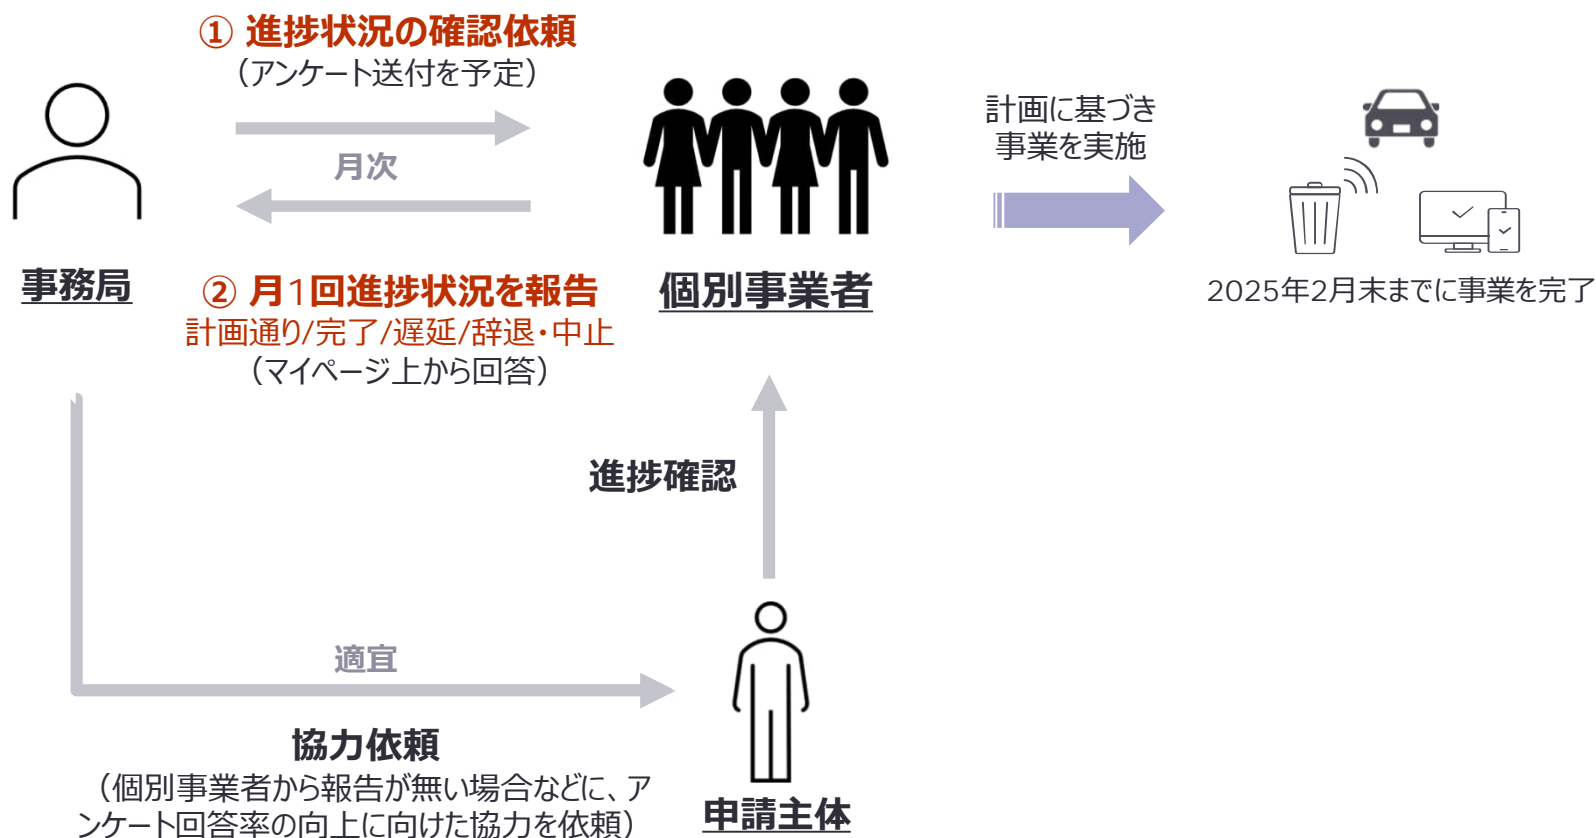 ① 進捗状況の確認依頼
（アンケート送付を予定）
月次
事務局
② 月1回進捗状況を報告
計画通り/完了/遅延/辞退・中止
（マイページ上から回答）
個別事業者
計画に基づき
事業を実施
2025年2月末までに事業を完了
進捗確認
適宜
協力依頼
（個別事業者から報告が無い場合などに、ア
ンケート回答率の向上に向けた協力を依頼）
申請主体